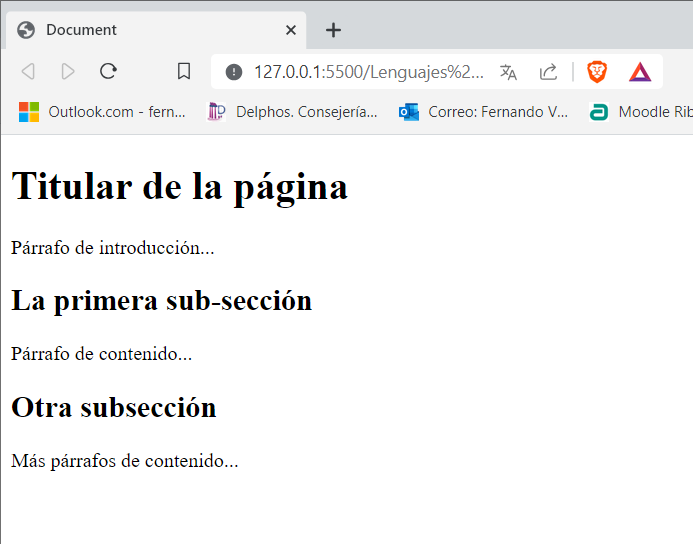 Document
127.0.0.1:5500/Lenguajes%2...
Outlook.com - fern... Delphos. Consejería... Correo: Fernando V... Moodle Rib
Titular de la página
Párrafo de introducción...
La primera sub-sección
Párrafo de contenido...
Otra subsección
Más párrafos de contenido...